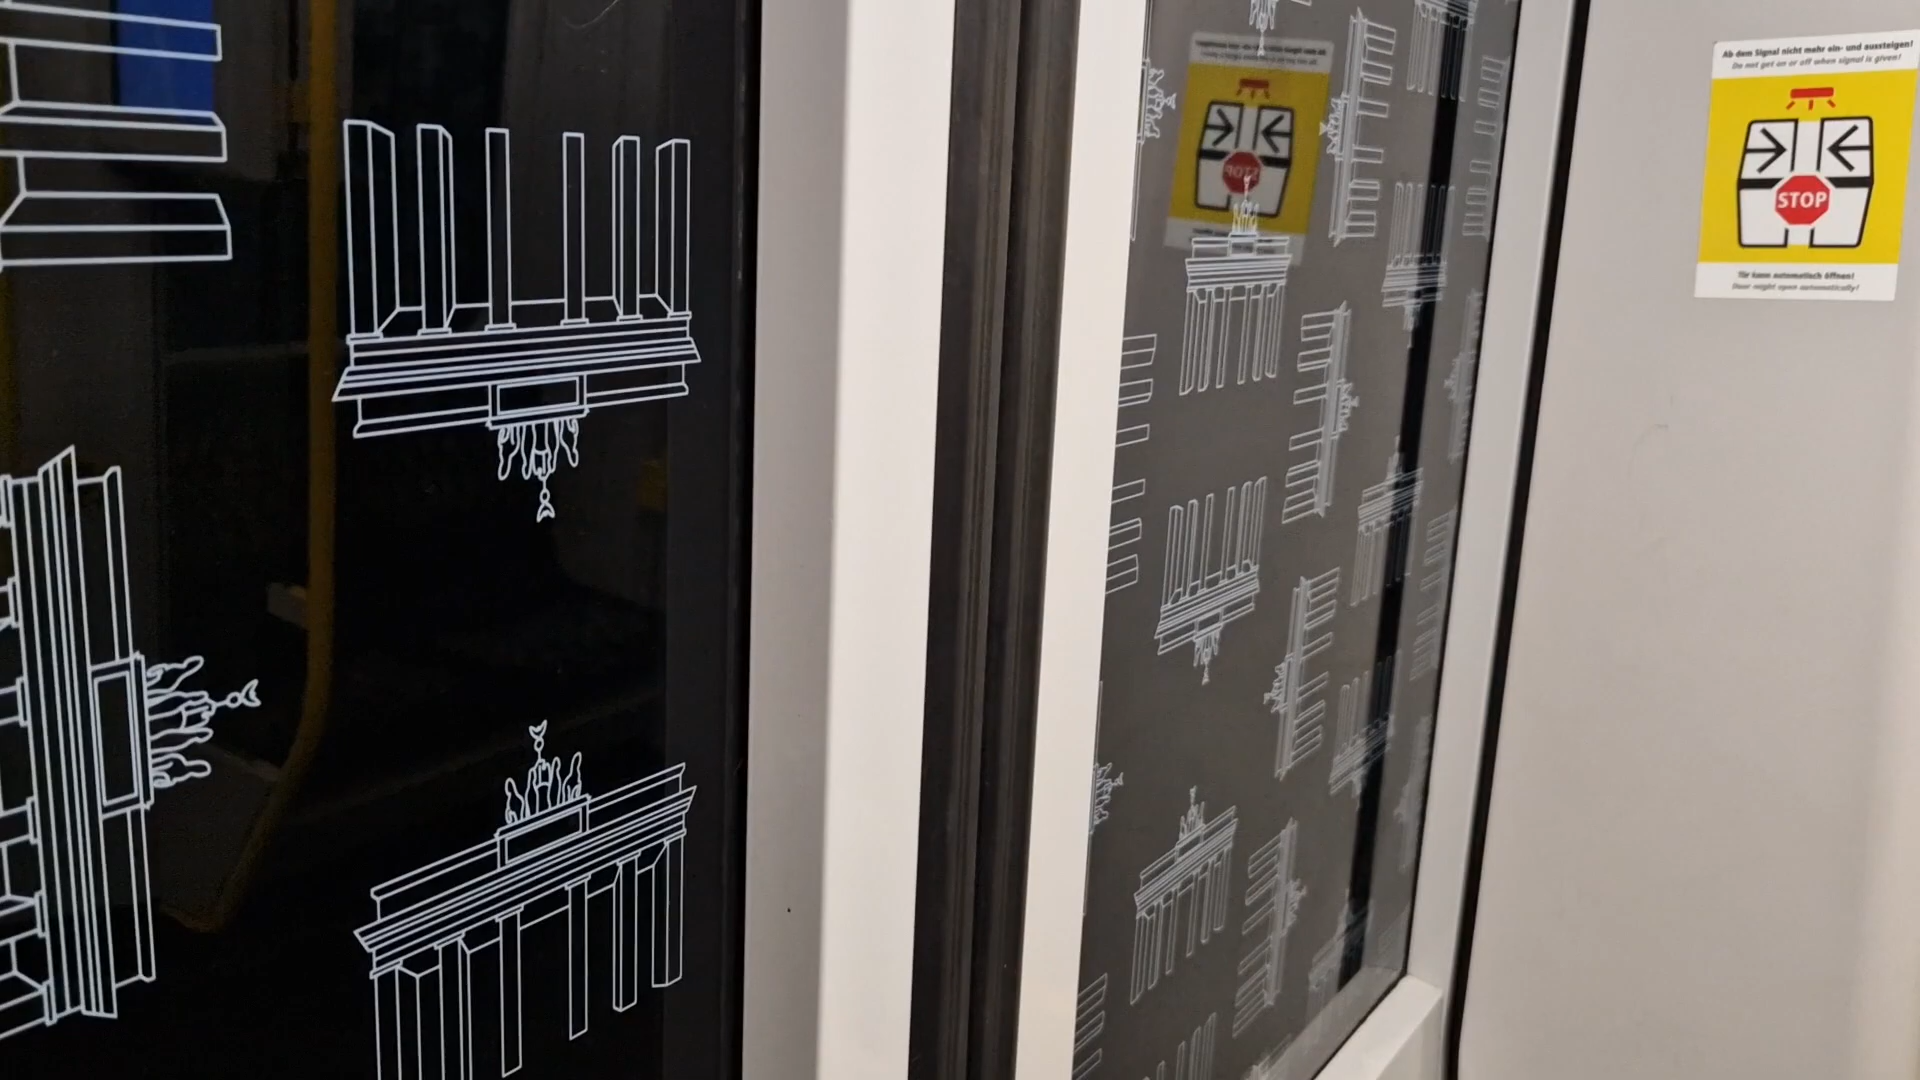 Ab dem Signal nicht mehr ein- und aussteigen!
Do not get on or off when signal is given!
STOP
Tür kann automatisch öffnen!
Door might open automatically!
STOP